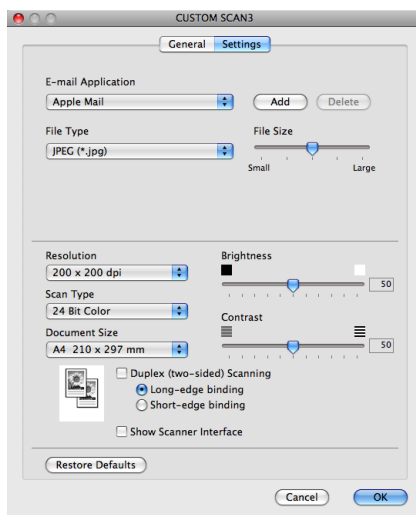 CUSTOM SCAN3
General Settings
E-mail Application
Apple Mail Add Delete
File Type File Size
JPEG (*.jpg)
Small Large
Resolution Brightness
200 x 200 dpi
50
Scan Type
24 Bit Color Contrast
Document Size
A4 210 x 297 mm 50
Duplex (two-sided) Scanning
Long-edge binding
Short-edge binding
Show Scanner Interface
Restore Defaults
Cancel OK